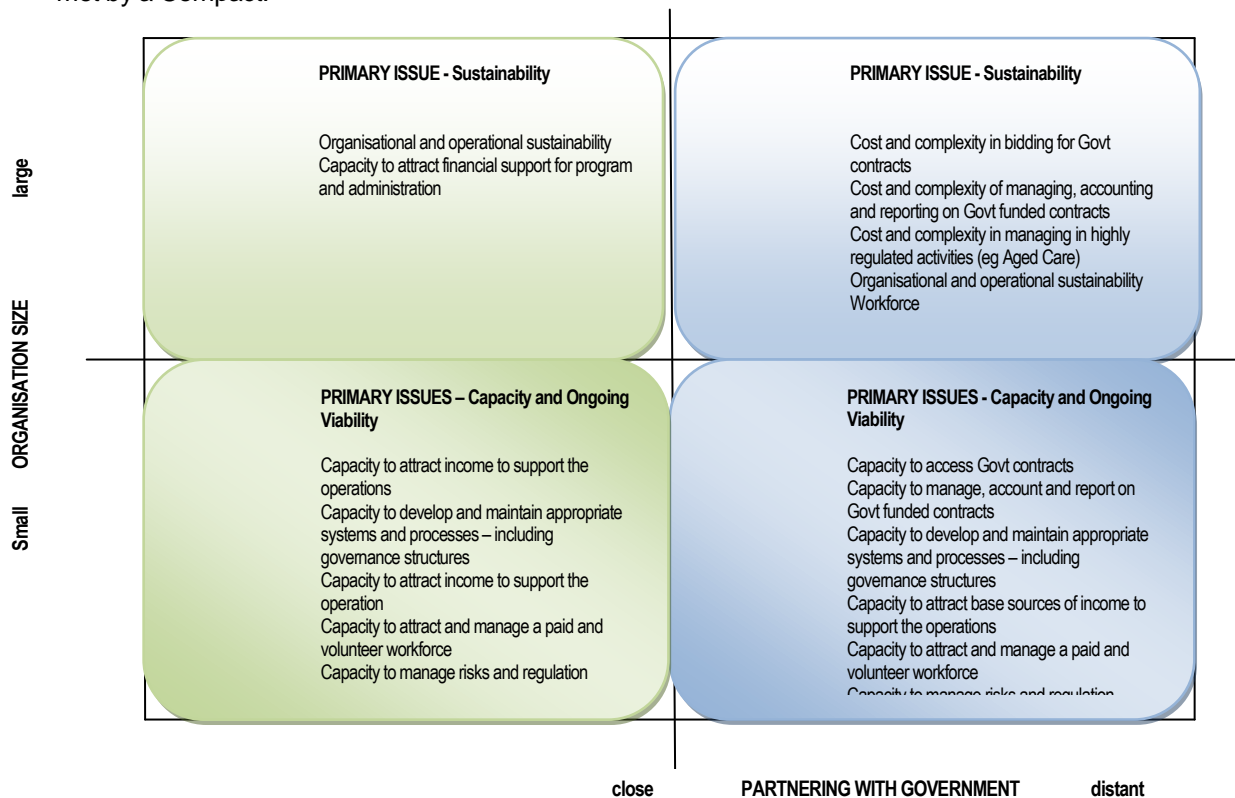 met by a Compact.
PRIMARY ISSUE - Sustainability
Organisational and operational sustainability
Capacity to attract financial support for program
and administration
PRIMARY ISSUE - Sustainability
Cost and complexity in bidding for Govt
contracts
Cost and complexity of managing, accounting
and reporting on Govt funded contracts
Cost and complexity in managing in highly
regulated activities (eg Aged Care)
Organisational and operational sustainability
Workforce
large
ORGANISATION SIZE
Small
PRIMARY ISSUES – Capacity and Ongoing
Viability
Capacity to attract income to support the
operations
Capacity to develop and maintain appropriate
systems and processes – including
governance structures
Capacity to attract income to support the
operation
Capacity to attract and manage a paid and
volunteer workforce
Capacity to manage risks and regulation
PRIMARY ISSUES - Capacity and Ongoing
Viability
Capacity to access Govt contracts
Capacity to manage, account and report on
Govt funded contracts
Capacity to develop and maintain appropriate
systems and processes – including
governance structures
Capacity to attract base sources of income to
support the operations
Capacity to attract and manage a paid and
volunteer workforce
Capacity to manage risks and regulation
close PARTNERING WITH GOVERNMENT distant